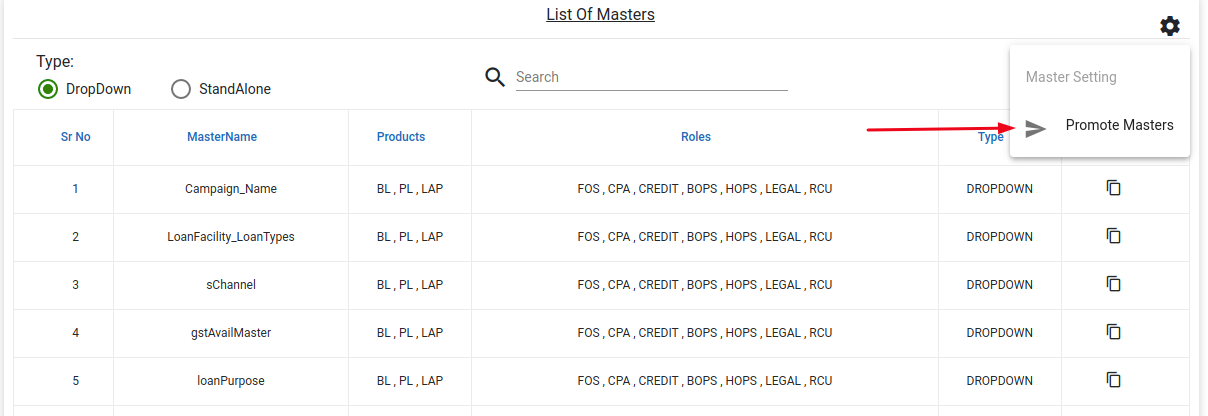 List Of Masters
Type:
DropDown StandAlone
Search
Master Setting
Promote Masters
Sr No MasterName Products Roles Type
1 Campaign_Name BL , PL , LAP FOS , CPA , CREDIT , BOPS , HOPS , LEGAL , RCU DROPDOWN
2 LoanFacility_LoanTypes BL , PL , LAP FOS , CPA , CREDIT , BOPS , HOPS , LEGAL , RCU DROPDOWN
3 sChannel BL , PL , LAP FOS , CPA , CREDIT , BOPS , HOPS , LEGAL , RCU DROPDOWN
4 gstAvailMaster BL , PL , LAP FOS , CPA , CREDIT , BOPS , HOPS , LEGAL , RCU DROPDOWN
5 loanPurpose BL , PL , LAP FOS , CPA , CREDIT , BOPS , HOPS , LEGAL , RCU DROPDOWN